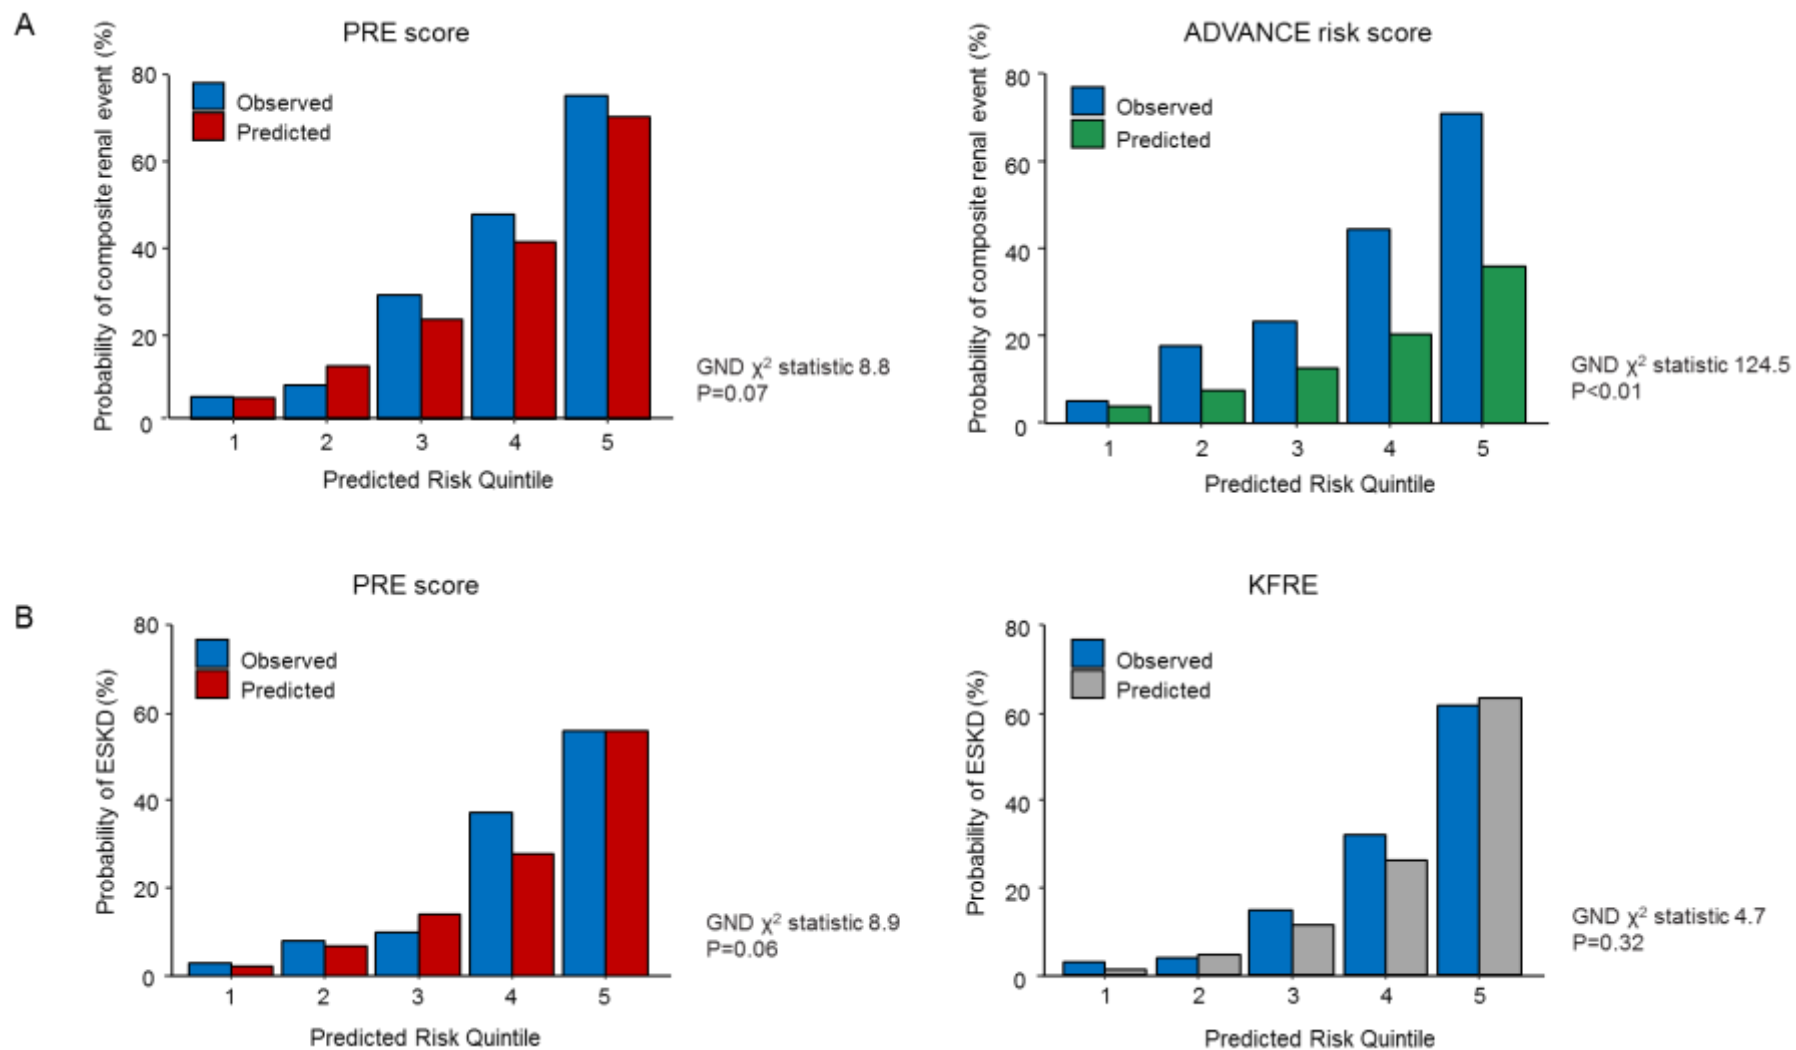 A
PRE score
Probability of composite renal event (%)
80
60
40
20
0
Observed
Predicted
1 2 3 4 5
Predicted Risk Quintile
GND χ² statistic 8.8
P=0.07
ADVANCE risk score
Probability of composite renal event (%)
80
60
40
20
0
Observed
Predicted
1 2 3 4 5
Predicted Risk Quintile
GND χ² statistic 124.5
P<0.01
B
PRE score
Probability of ESKD (%)
80
60
40
20
0
Observed
Predicted
1 2 3 4 5
Predicted Risk Quintile
GND χ² statistic 8.9
P=0.06
KFRE
Probability of ESKD (%)
80
60
40
20
0
Observed
Predicted
1 2 3 4 5
Predicted Risk Quintile
GND χ² statistic 4.7
P=0.32